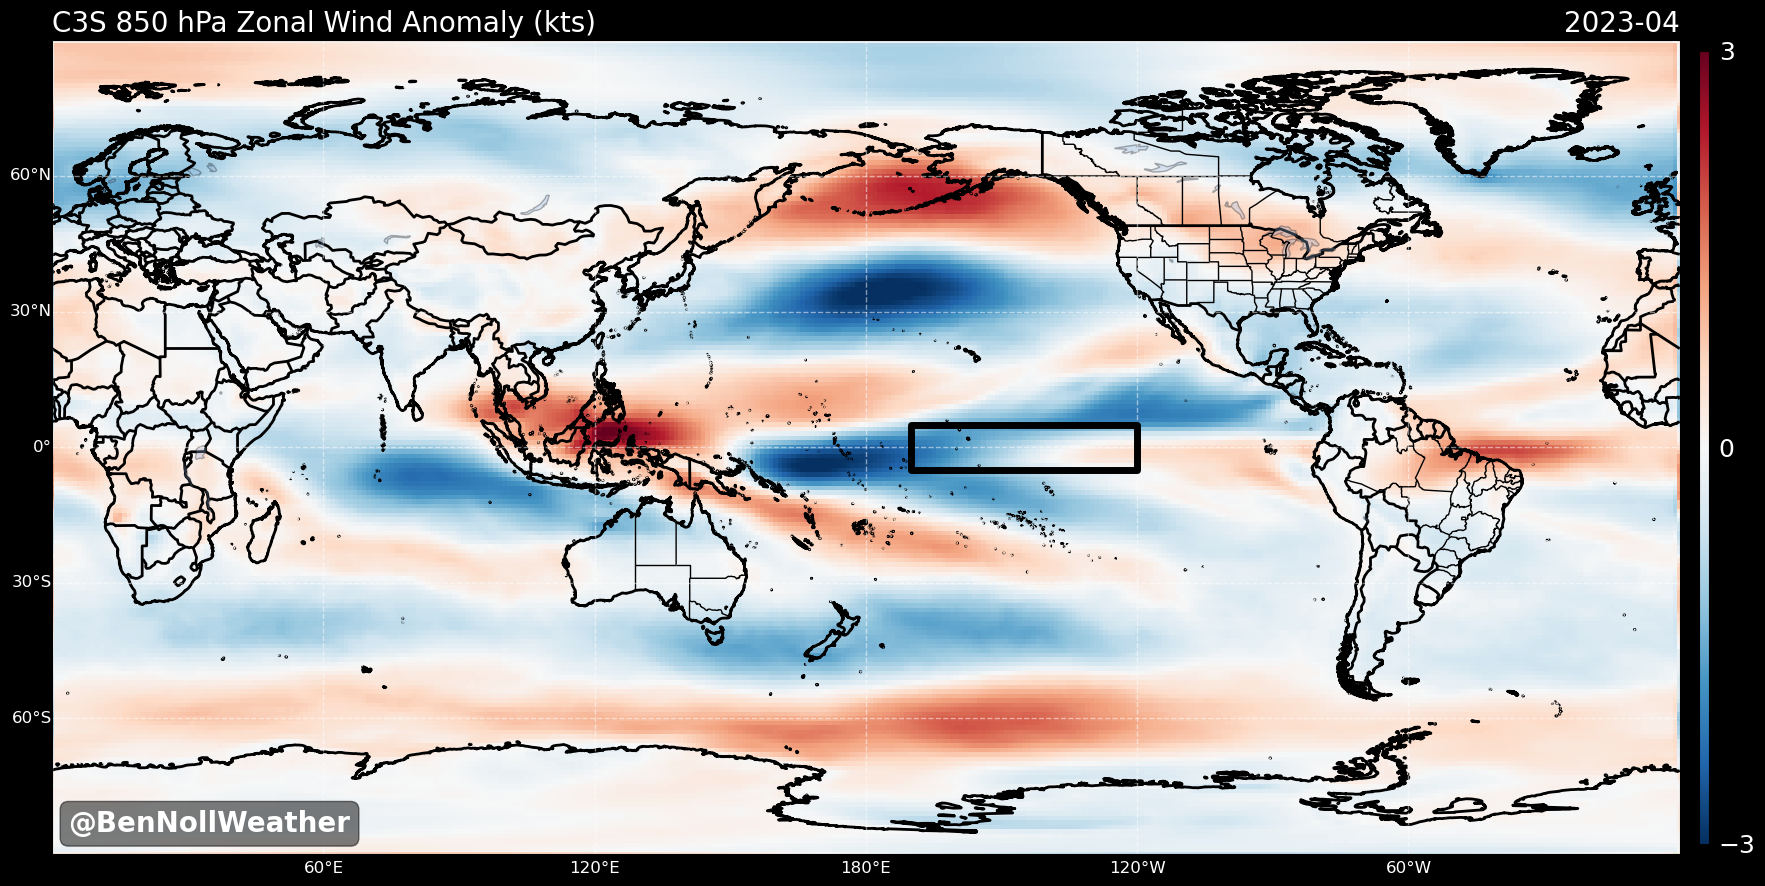 C3S 850 hPa Zonal Wind Anomaly (kts) 2023-04
3
60°N
30°N
0°
0
30°S
60°S
@BenNollWeather
−3
60°E 120°E 180°E 120°W 60°W